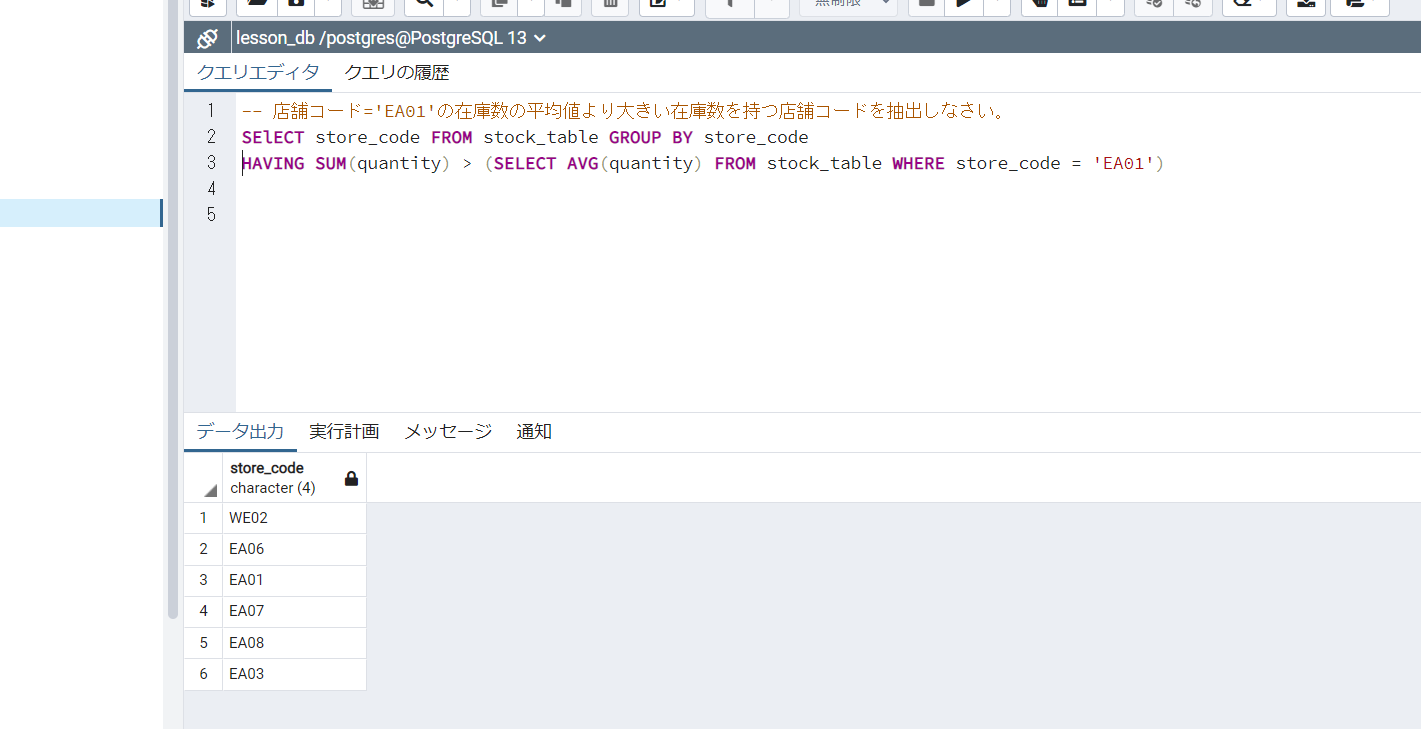 無制限
lesson_db /postgres@PostgreSQL 13
クエリエディタ クエリの履歴
1 -- 店舗コード='EA01'の在庫数の平均値より大きい在庫数を持つ店舗コードを抽出しなさい。
2 SElECT store_code FROM stock_table GROUP BY store_code
3 HAVING SUM(quantity) > (SELECT AVG(quantity) FROM stock_table WHERE store_code = 'EA01')
4
5
データ出力 実行計画 メッセージ 通知
store_code
character (4)
1 WE02
2 EA06
3 EA01
4 EA07
5 EA08
6 EA03